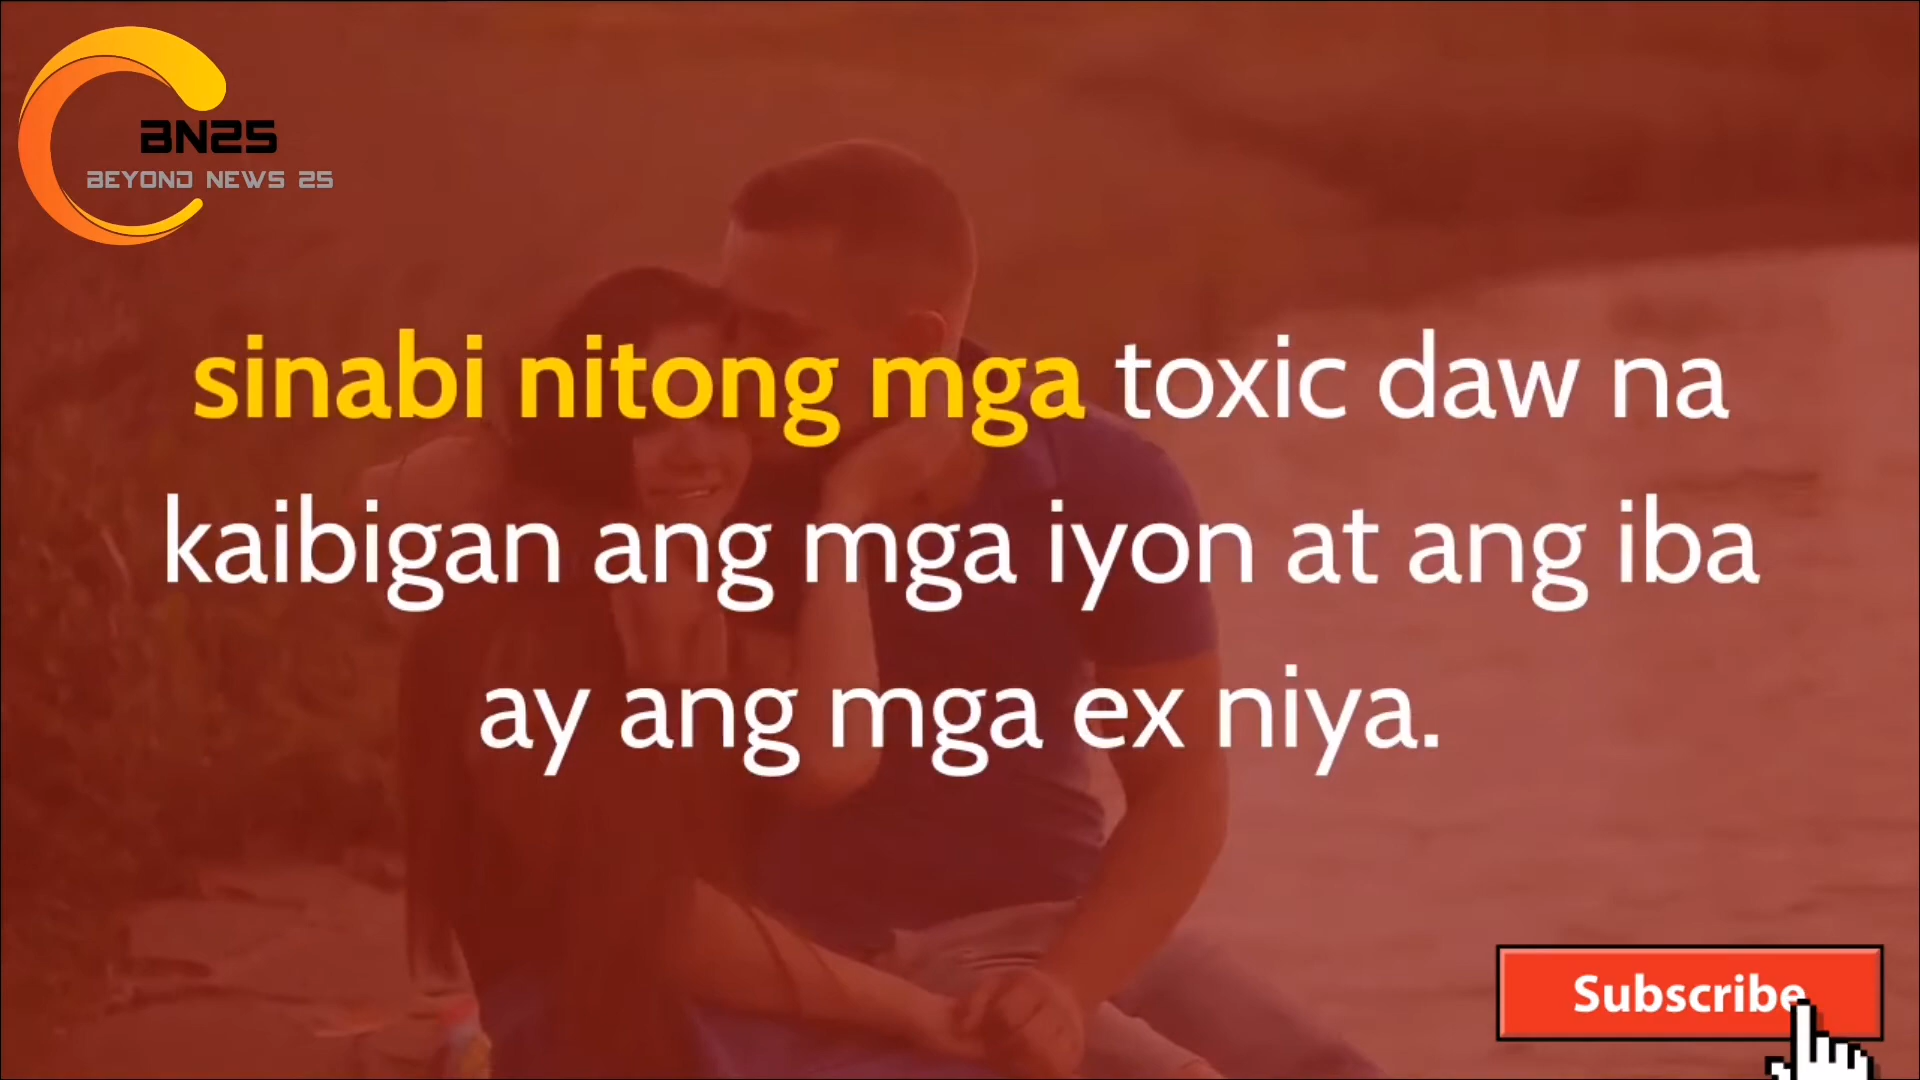 BN25
BEYOND NEWS 25
sinabi nitong mga toxic daw na
kaibigan ang mga iyon at ang iba
ay ang mga ex niya.
Subscribe